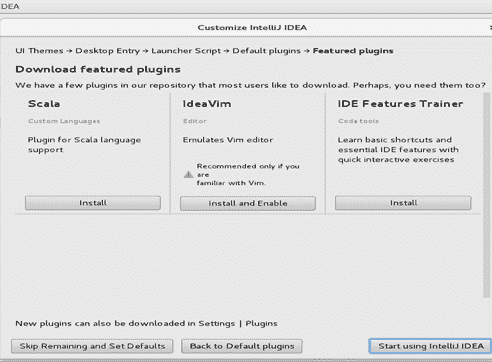 DEA
Customize IntelliJ IDEA
UI Themes → Desktop Entry → Launcher Script → Default plugins → Featured plugins
Download featured plugins
We have a few plugins in our repository that most users like to download. Perhaps, you need them too?
Scala
Custom Languages
Plugin for Scala language
support
Install
IdeaVim
Editor
Emulates Vim editor
Recommended only if you
are
familiar with Vim.
Install and Enable
IDE Features Trainer
Code tools
Learn basic shortcuts and
essential IDE features with
quick interactive exercises
Install
New plugins can also be downloaded in Settings | Plugins
Skip Remaining and Set Defaults
Back to Default plugins
Start using IntelliJ IDEA